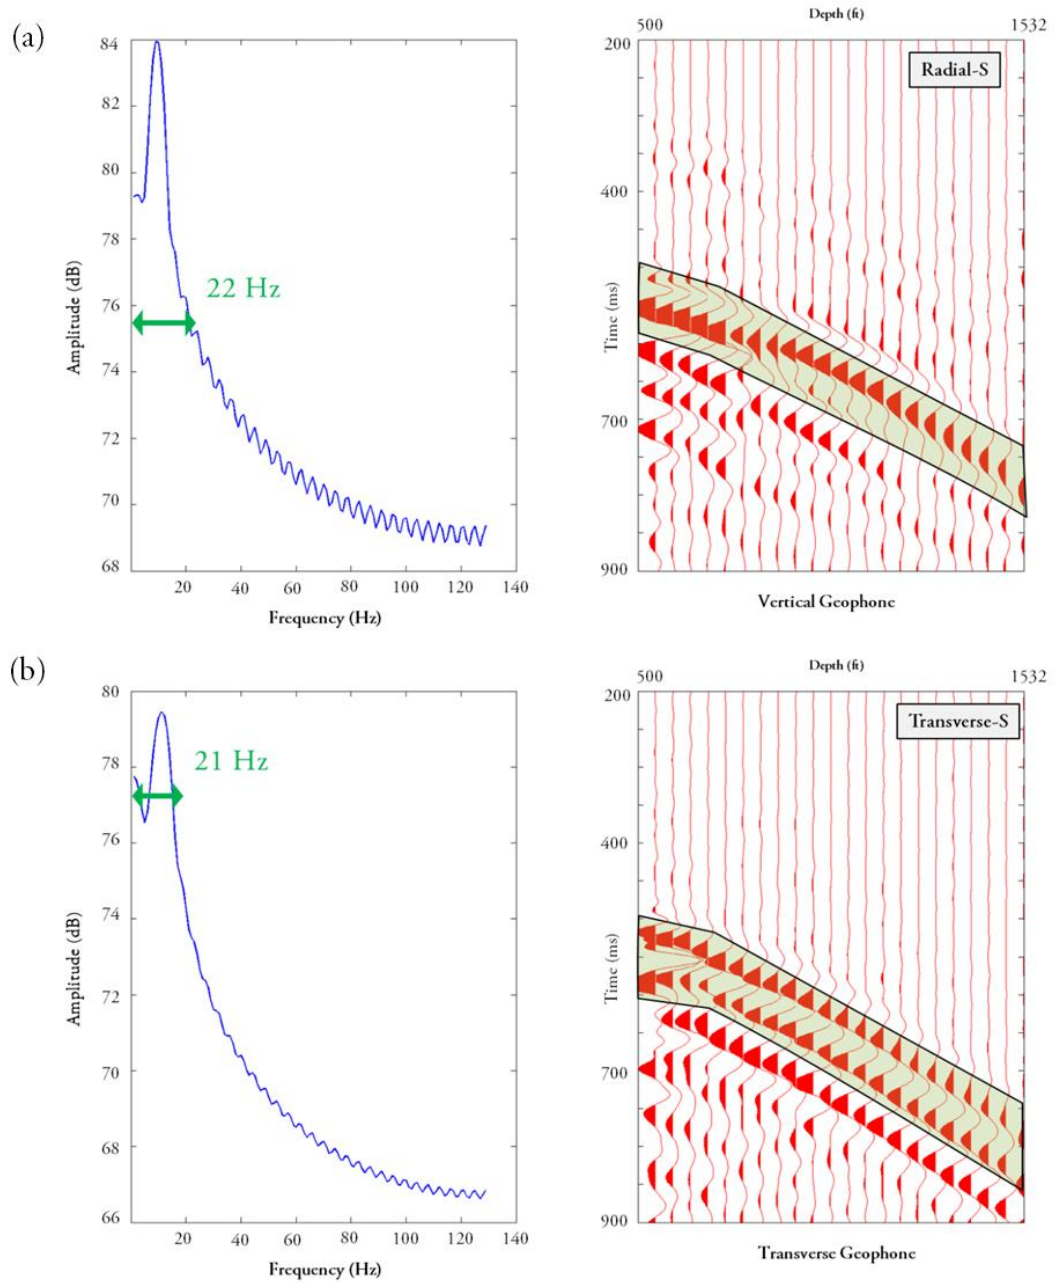 (a)
Depth (ft)
500 1532
84
82
80
78
76
74
72
70
68
Amplitude (dB)
22 Hz
20 40 60 80 100 120 140
Frequency (Hz)
200
400
700
900
Time (ms)
Radial-S
Vertical Geophone
(b)
Depth (ft)
500 1532
80
78
76
74
72
70
68
66
Amplitude (dB)
21 Hz
20 40 60 80 100 120 140
Frequency (Hz)
200
400
700
900
Time (ms)
Transverse-S
Transverse Geophone